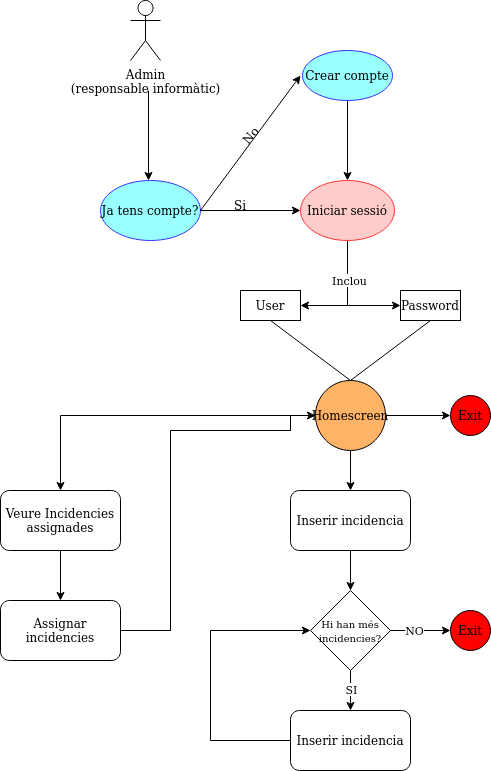 Admin
(responsable informàtic)
Crear compte
No
Ja tens compte?
Si
Iniciar sessió
Inclou
User
Password
Homescreen
Exit
Veure Incidencies
assignades
Inserir incidencia
Assignar
incidencies
Hi han més
incidencies?
NO
Exit
SI
Inserir incidencia